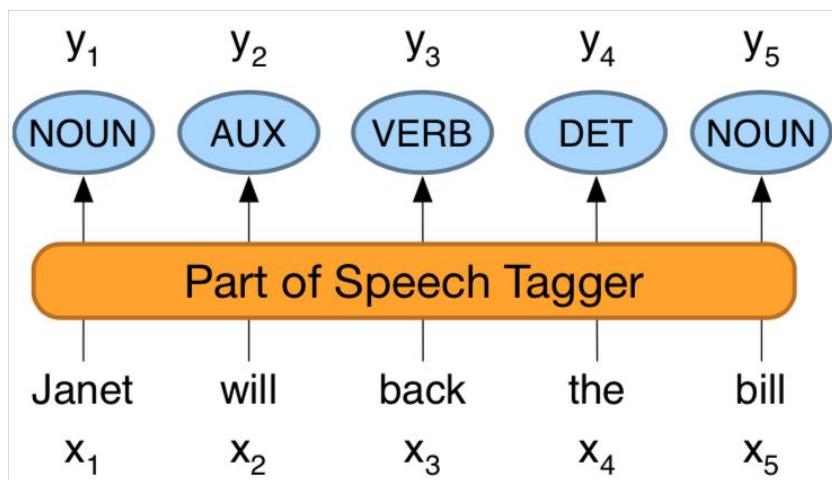 y1 y2 y3 y4 y5
NOUN AUX VERB DET NOUN
Part of Speech Tagger
Janet will back the bill
x1 x2 x3 x4 x5